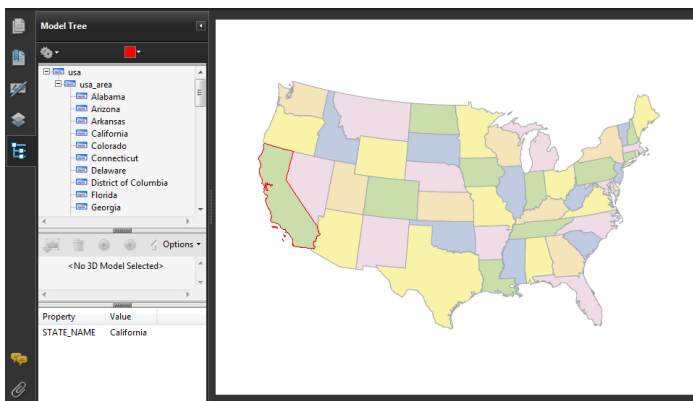 Model Tree
usa
usa_area
Alabama
Arizona
Arkansas
California
Colorado
Connecticut
Delaware
District of Columbia
Florida
Georgia
Options
<No 3D Model Selected>
Property Value
STATE_NAME California